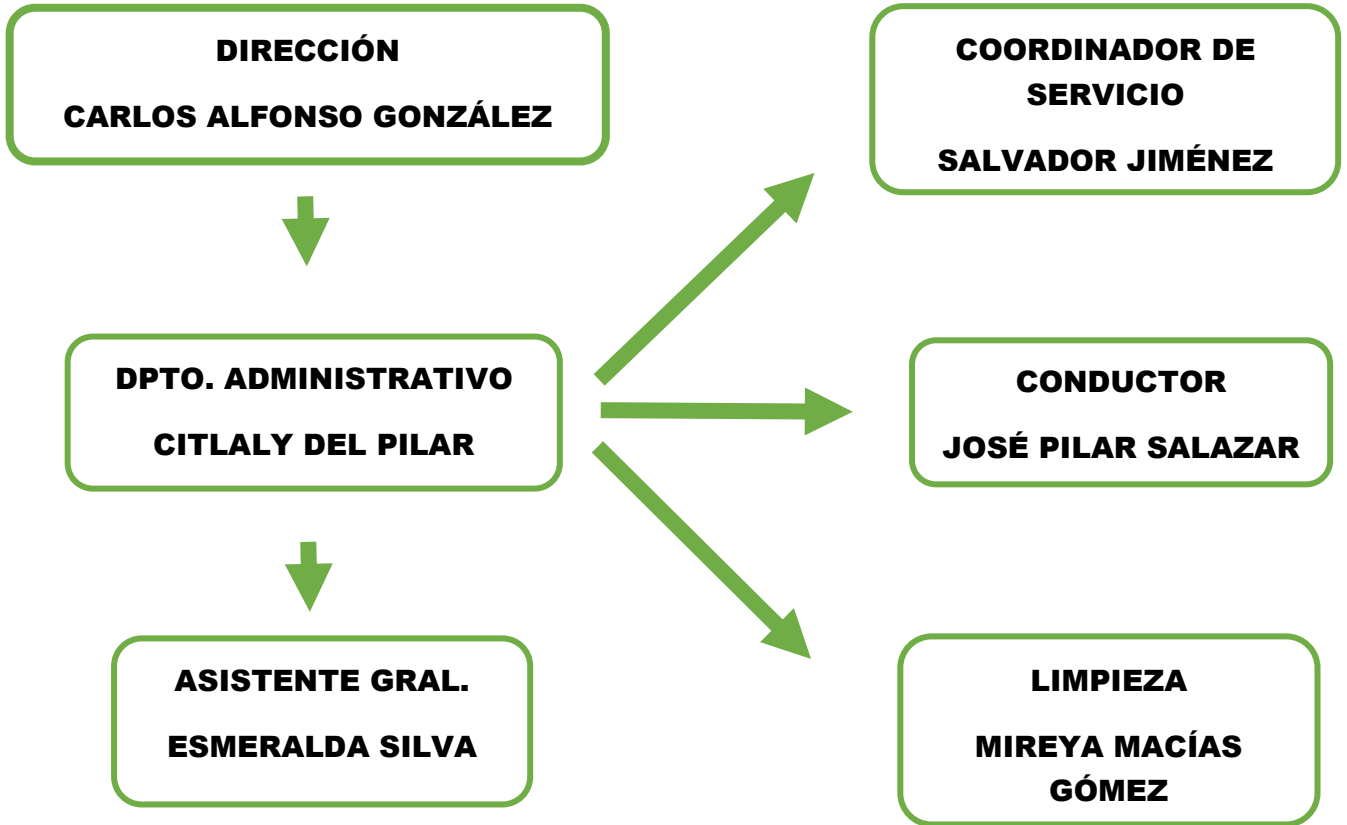 DIRECCIÓN
CARLOS ALFONSO GONZÁLEZ
COORDINADOR DE
SERVICIO
SALVADOR JIMÉNEZ
DPTO. ADMINISTRATIVO
CITLALY DEL PILAR
CONDUCTOR
JOSÉ PILAR SALAZAR
ASISTENTE GRAL.
ESMERALDA SILVA
LIMPIEZA
MIREYA MACÍAS
GÓMEZ